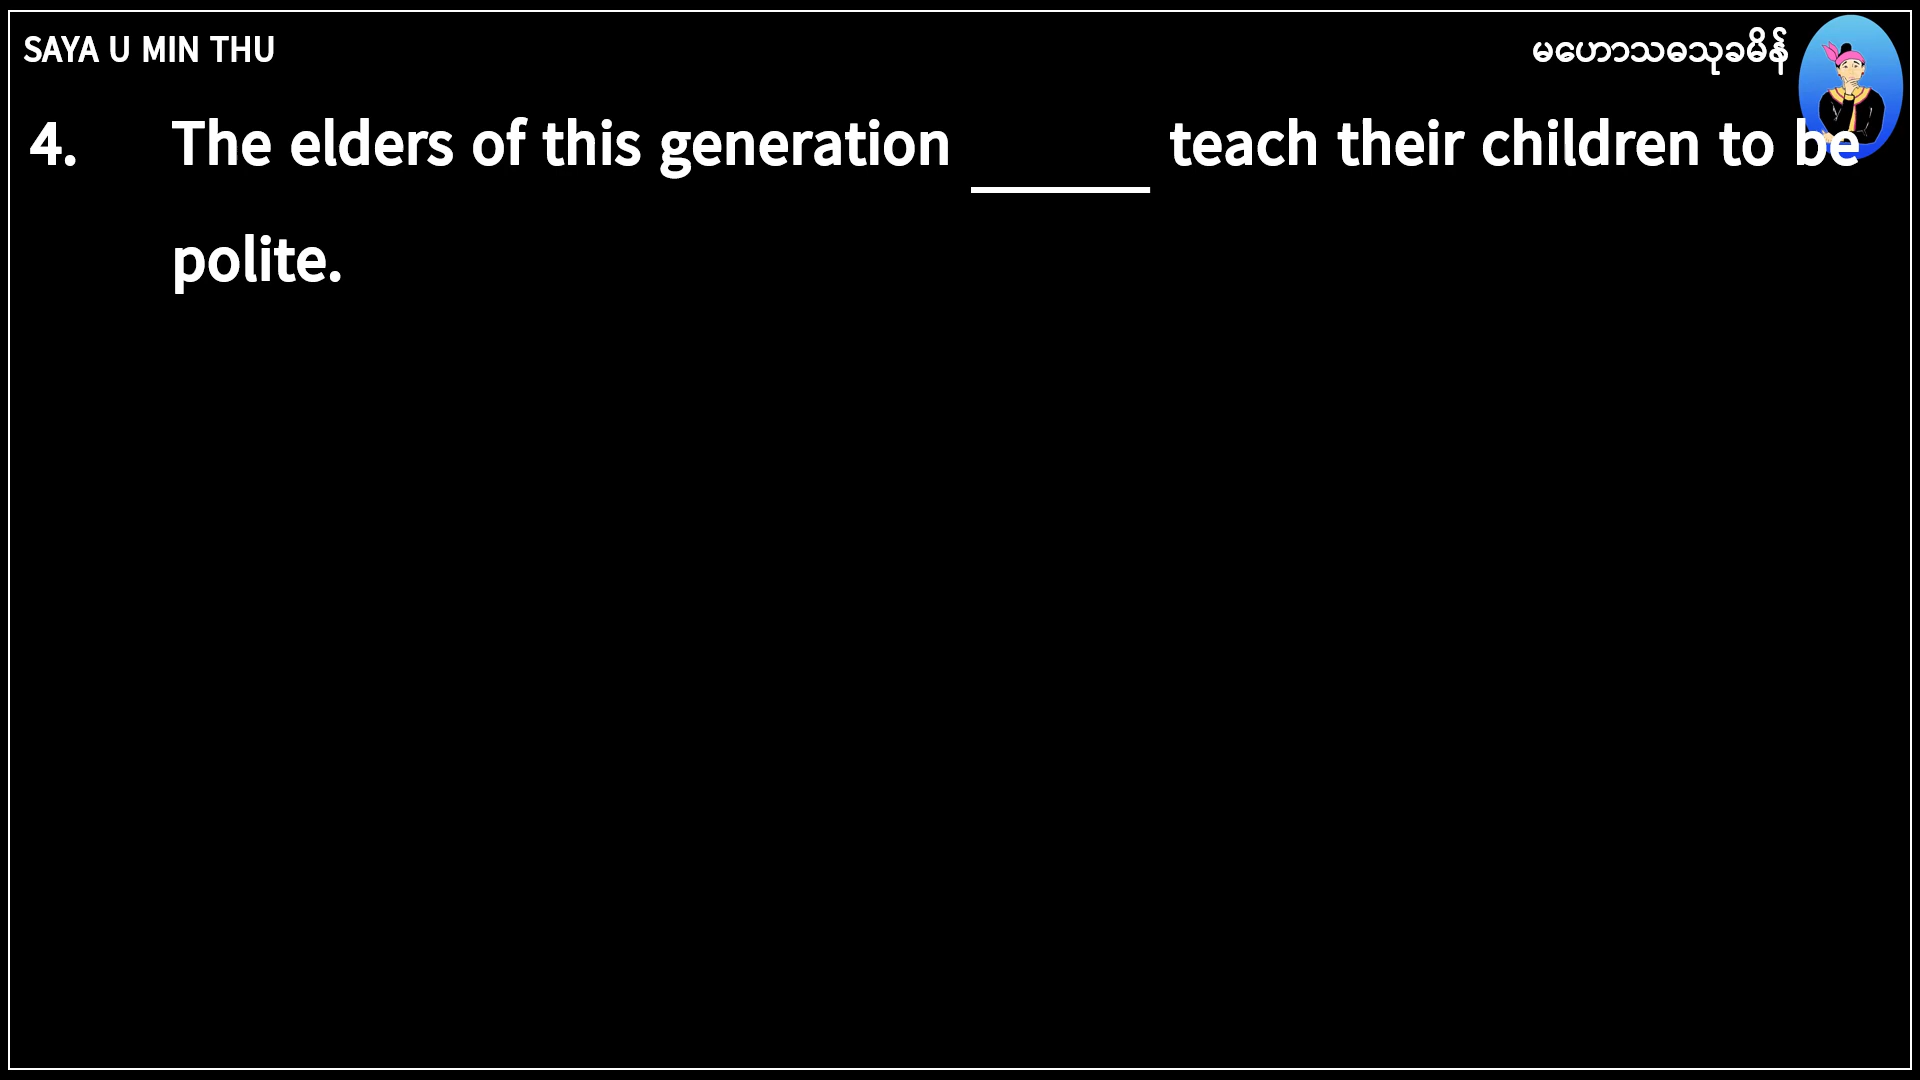 SAYA U MIN THU
မဟောသဓသုခမိန်
4. The elders of this generation ______ teach their children to be
polite.